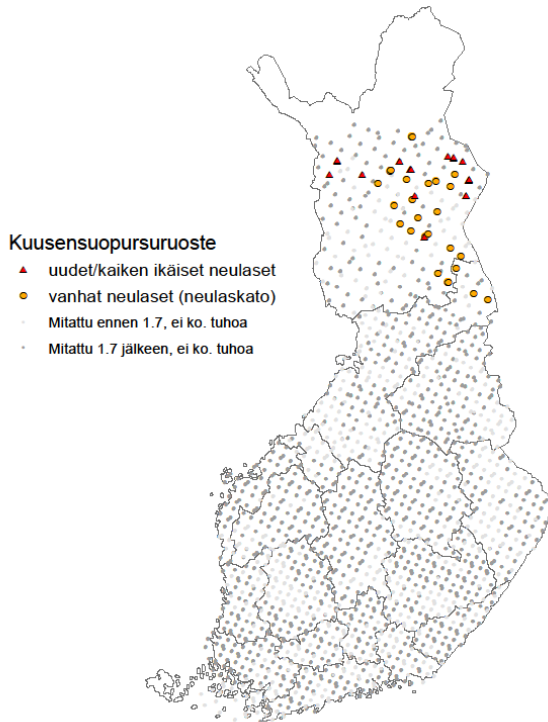 Kuusensuopursuruoste
uudet/kaiken ikäiset neulaset
vanhat neulaset (neulaskato)
Mitattu ennen 1.7, ei ko. tuhoa
Mitattu 1.7 jälkeen, ei ko. tuhoa